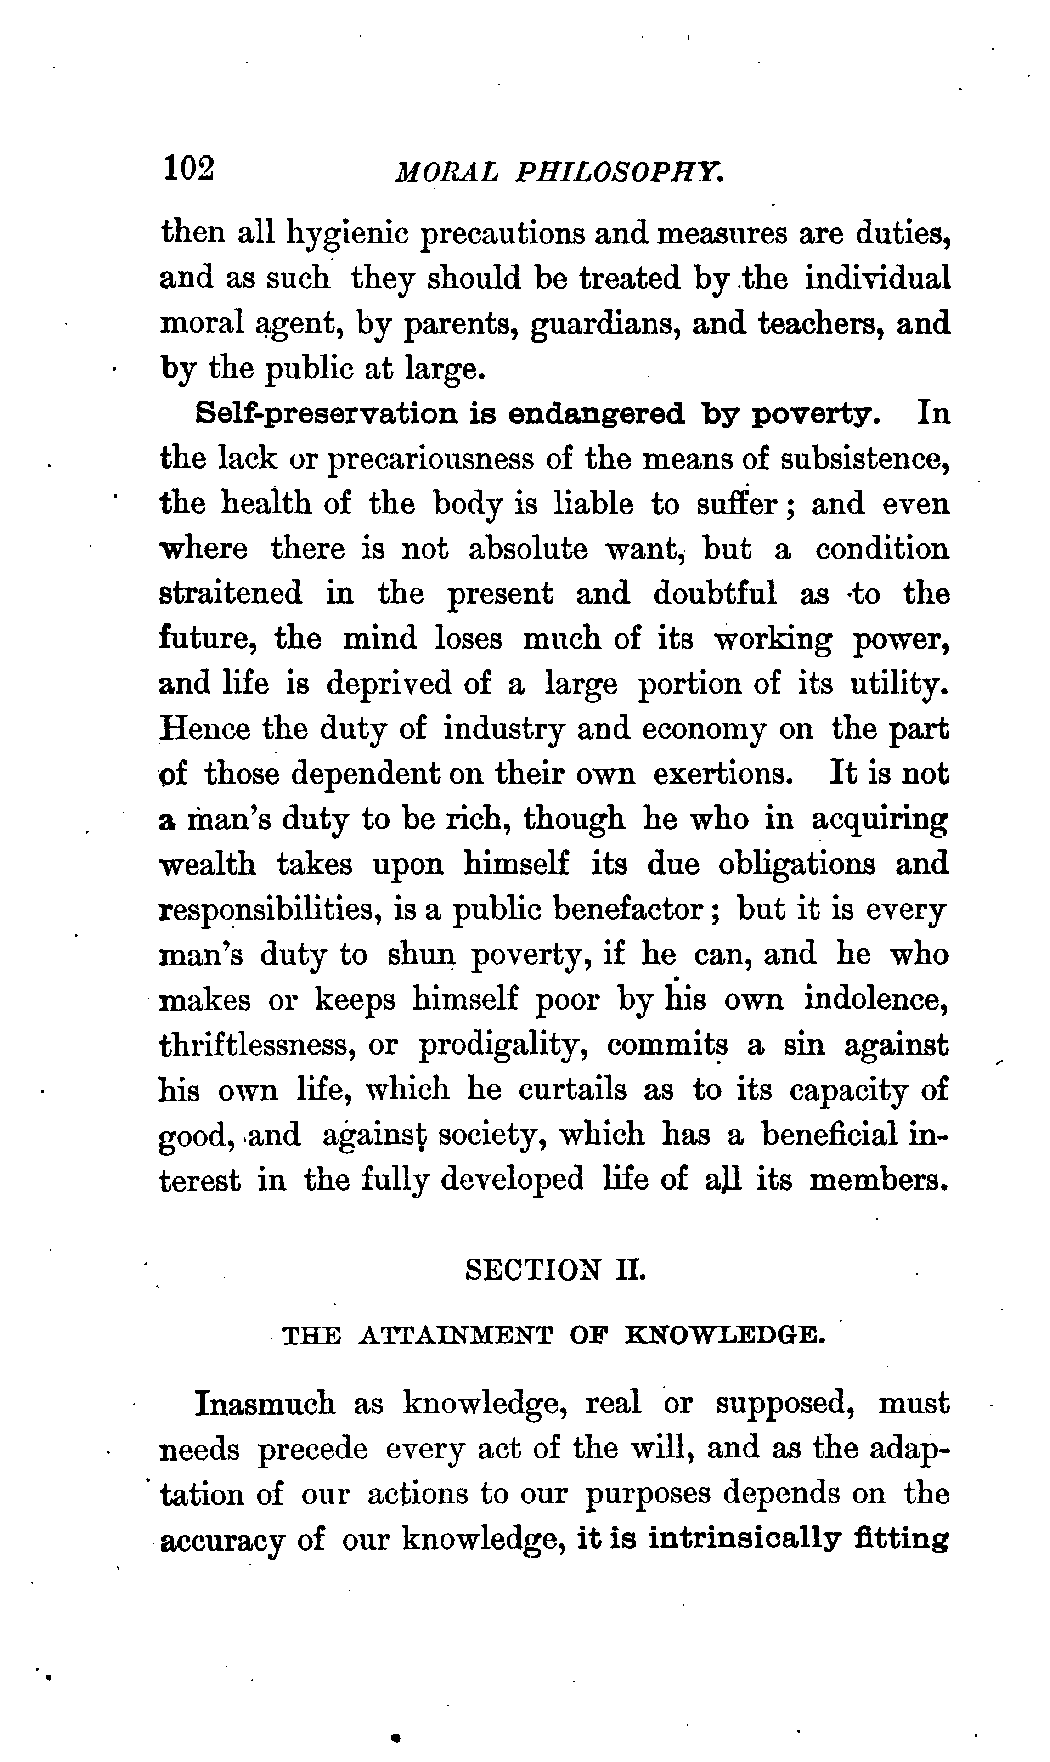 102 MORAL PHILOSOPHY.
then all hygienic precautions and measures are duties,
and as such they should be treated by the individual
moral agent, by parents, guardians, and teachers, and
by the public at large.
Self-preservation is endangered by poverty. In
the lack or precariousness of the means of subsistence,
the health of the body is liable to suffer; and even
where there is not absolute want, but a condition
straitened in the present and doubtful as to the
future, the mind loses much of its working power,
and life is deprived of a large portion of its utility.
Hence the duty of industry and economy on the part
of those dependent on their own exertions. It is not
a man's duty to be rich, though he who in acquiring
wealth takes upon himself its due obligations and
responsibilities, is a public benefactor; but it is every
man's duty to shun poverty, if he can, and he who
makes or keeps himself poor by his own indolence,
thriftlessness, or prodigality, commits a sin against
his own life, which he curtails as to its capacity of
good, and against society, which has a beneficial in-
terest in the fully developed life of all its members.
SECTION II.
THE ATTAINMENT OF KNOWLEDGE.
Inasmuch as knowledge, real or supposed, must
needs precede every act of the will, and as the adap-
tation of our actions to our purposes depends on the
accuracy of our knowledge, it is intrinsically fitting